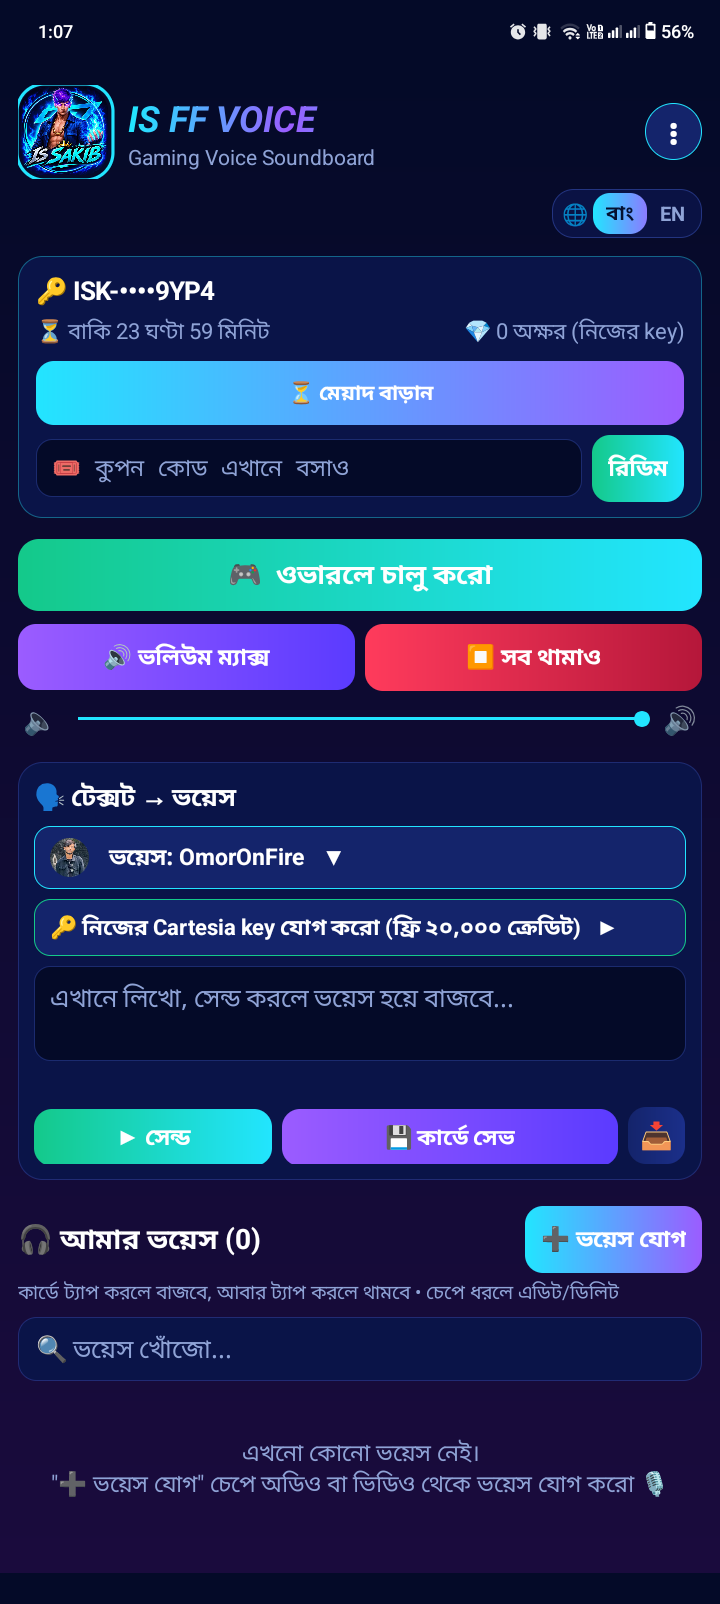 1:07
VoD LTE 56%
IS SAKIB
IS FF VOICE
Gaming Voice Soundboard
বাং EN
🔑 ISK-••••9YP4
⏳ বাকি 23 ঘণ্টা 59 মিনিট 💎 0 অক্ষর (নিজের key)
⏳ মেয়াদ বাড়ান
🎟️ কুপন কোড এখানে বসাও রিডিম
🎮 ওভারলে চালু করো
🔊 ভলিউম ম্যাক্স ⏹️ সব থামাও
🗣️ টেক্সট → ভয়েস
ভয়েস: OmorOnFire ▼
🔑 নিজের Cartesia key যোগ করো (ফ্রি ২০,০০০ ক্রেডিট) ►
এখানে লিখো, সেন্ড করলে ভয়েস হয়ে বাজবে...
► সেন্ড 💾 কার্ডে সেভ 📥
🎧 আমার ভয়েস (0) ➕ ভয়েস যোগ
কার্ডে ট্যাপ করলে বাজবে, আবার ট্যাপ করলে থামবে • চেপে ধরলে এডিট/ডিলিট
🔍 ভয়েস খোঁজো...
এখনো কোনো ভয়েস নেই।
"➕ ভয়েস যোগ" চেপে অডিও বা ভিডিও থেকে ভয়েস যোগ করো 🎙️